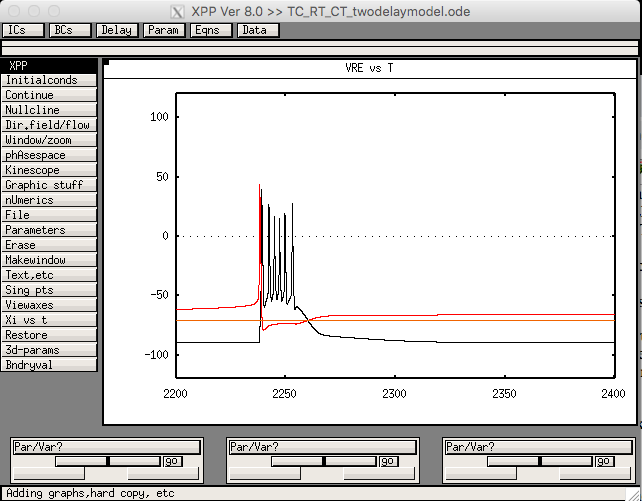 XPP Ver 8.0 >> TC_RT_CT_twodelaymodel.ode
ICs BCs Delay Param Eqns Data
XPP
Initialconds
Continue
Nullcline
Dir.field/flow
Window/zoom
phAsespace
Kinescope
Graphic stuff
nUmerics
File
Parameters
Erase
Makewindow
Text,etc
Sing pts
Viewaxes
Xi vs t
Restore
3d-params
Bndryval
VRE vs T
100
50
0
-50
-100
2200 2250 2300 2350 2400
Par/Var? Par/Var? Par/Var?
90 90 90
Adding graphs,hard copy, etc